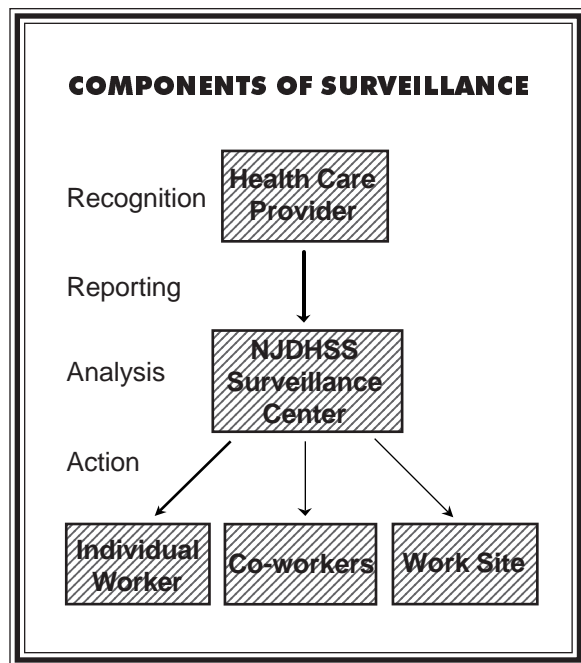 COMPONENTS OF SURVEILLANCE
Recognition
Health Care
Provider
Reporting
Analysis
NJDHSS
Surveillance
Center
Action
Individual
Worker
Co-workers
Work Site